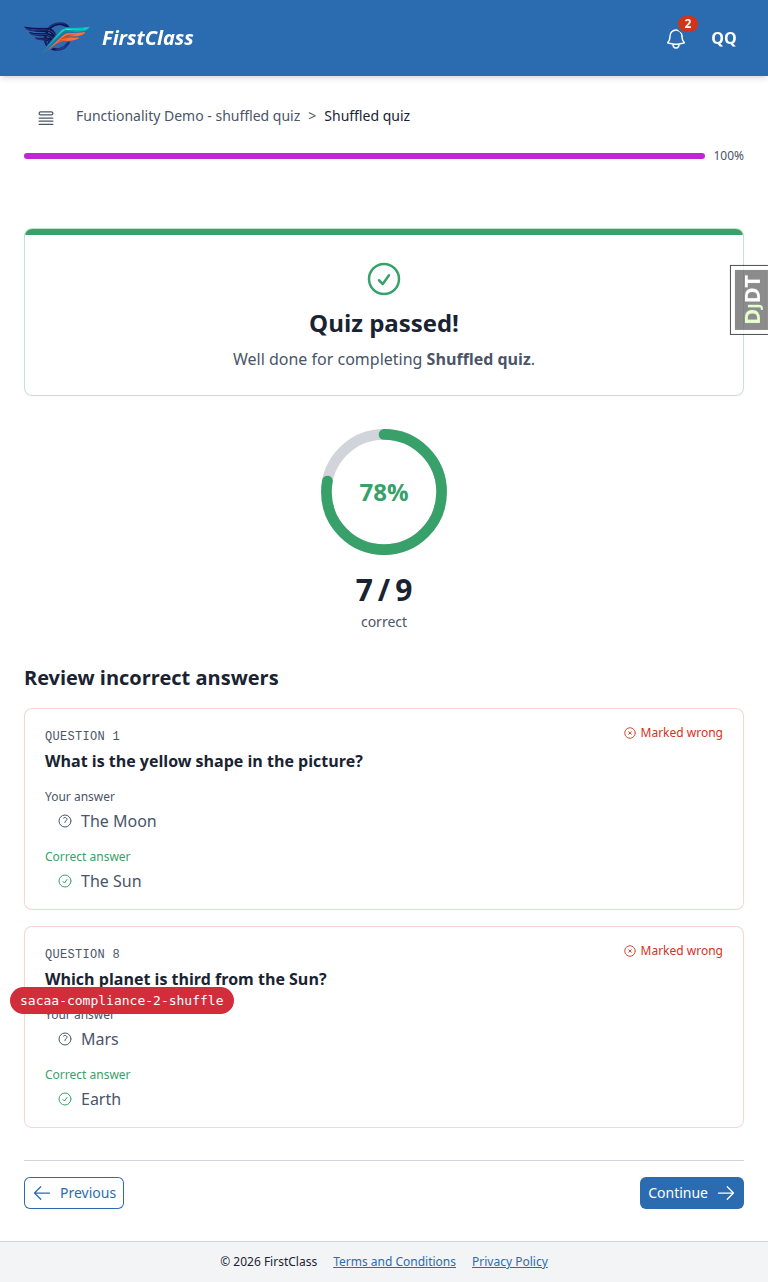 FirstClass
2
QQ
Functionality Demo - shuffled quiz > Shuffled quiz
100%
DJDT
Quiz passed!
Well done for completing Shuffled quiz.
78%
7 / 9
correct
Review incorrect answers
QUESTION 1
Marked wrong
What is the yellow shape in the picture?
Your answer
The Moon
Correct answer
The Sun
QUESTION 8
Marked wrong
Which planet is third from the Sun?
sacaa-compliance-2-shuffle
Your answer
Mars
Correct answer
Earth
Previous
Continue
© 2026 FirstClass Terms and Conditions Privacy Policy